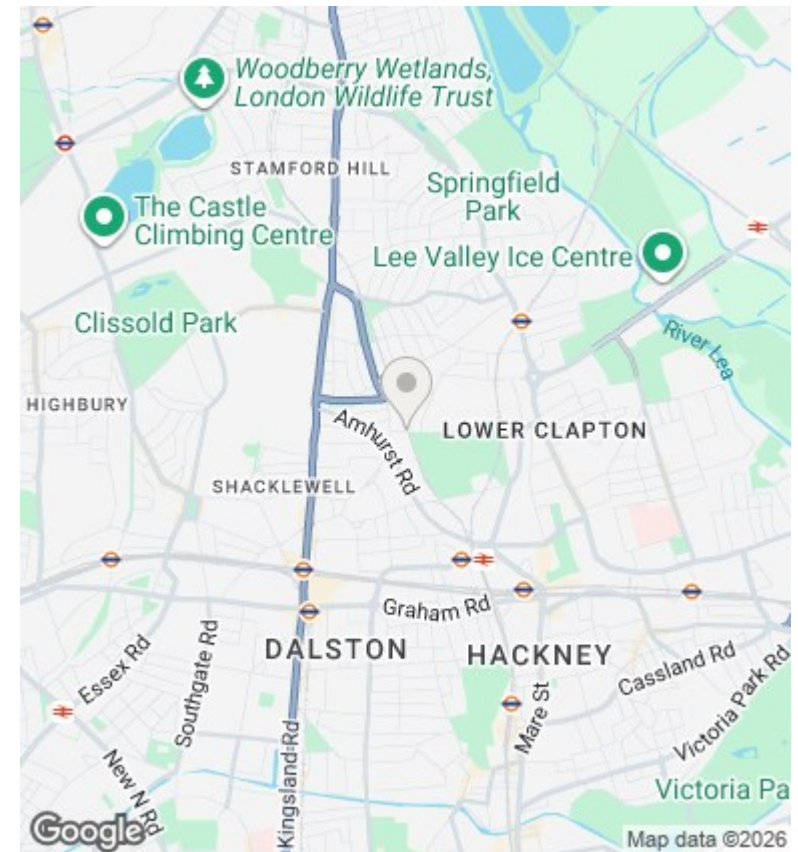 Woodberry Wetlands,
London Wildlife Trust
STAMFORD HILL
Springfield
Park
The Castle
Climbing Centre
Lee Valley Ice Centre
Clissold Park
River Lea
HIGHBURY
Amhurst Rd
LOWER CLAPTON
SHACKLEWELL
Graham Rd
DALSTON
HACKNEY
Essex Rd
Southgate Rd
Cassland Rd
Victoria Park Rd
Mare St
Kingsland Rd
New N Rd
Victoria Pa
Google
Map data ©2026